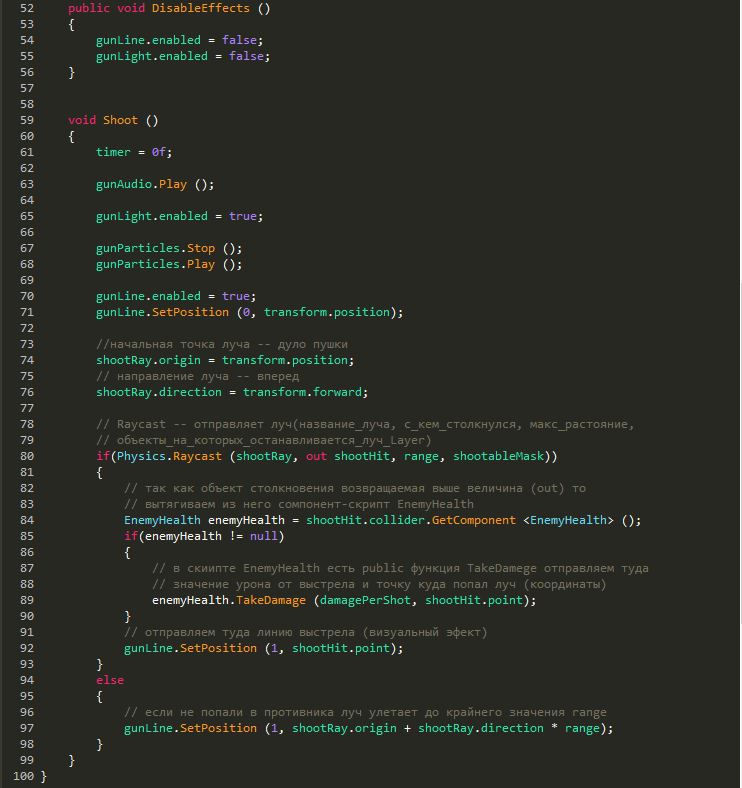 52 public void DisableEffects ()
53 {
54 gunLine.enabled = false;
55 gunLight.enabled = false;
56 }
57
58
59 void Shoot ()
60 {
61 timer = 0f;
62
63 gunAudio.Play ();
64
65 gunLight.enabled = true;
66
67 gunParticles.Stop ();
68 gunParticles.Play ();
69
70 gunLine.enabled = true;
71 gunLine.SetPosition (0, transform.position);
72
73 //начальная точка луча -- дуло пушки
74 shootRay.origin = transform.position;
75 // направление луча -- вперед
76 shootRay.direction = transform.forward;
77
78 // Raycast -- отправляет луч(название_луча, с_кем_столкнулся, макс_растояние,
79 // объекты_на_которых_останавливается_луч_Layer)
80 if(Physics.Raycast (shootRay, out shootHit, range, shootableMask))
81 {
82 // так как объект столкновения возвращаемая выше величина (out) то
83 // вытягиваем из него сомпонент-скрипт EnemyHealth
84 EnemyHealth enemyHealth = shootHit.collider.GetComponent <EnemyHealth> ();
85 if(enemyHealth != null)
86 {
87 // в скиипте EnemyHealth есть public функция TakeDamege отправляем туда
88 // значение урона от выстрела и точку куда попал луч (координаты)
89 enemyHealth.TakeDamage (damagePerShot, shootHit.point);
90 }
91 // отправляем туда линию выстрела (визуальный эфект)
92 gunLine.SetPosition (1, shootHit.point);
93 }
94 else
95 {
96 // если не попали в противника луч улетает до крайнего значения range
97 gunLine.SetPosition (1, shootRay.origin + shootRay.direction * range);
98 }
99 }
100 }